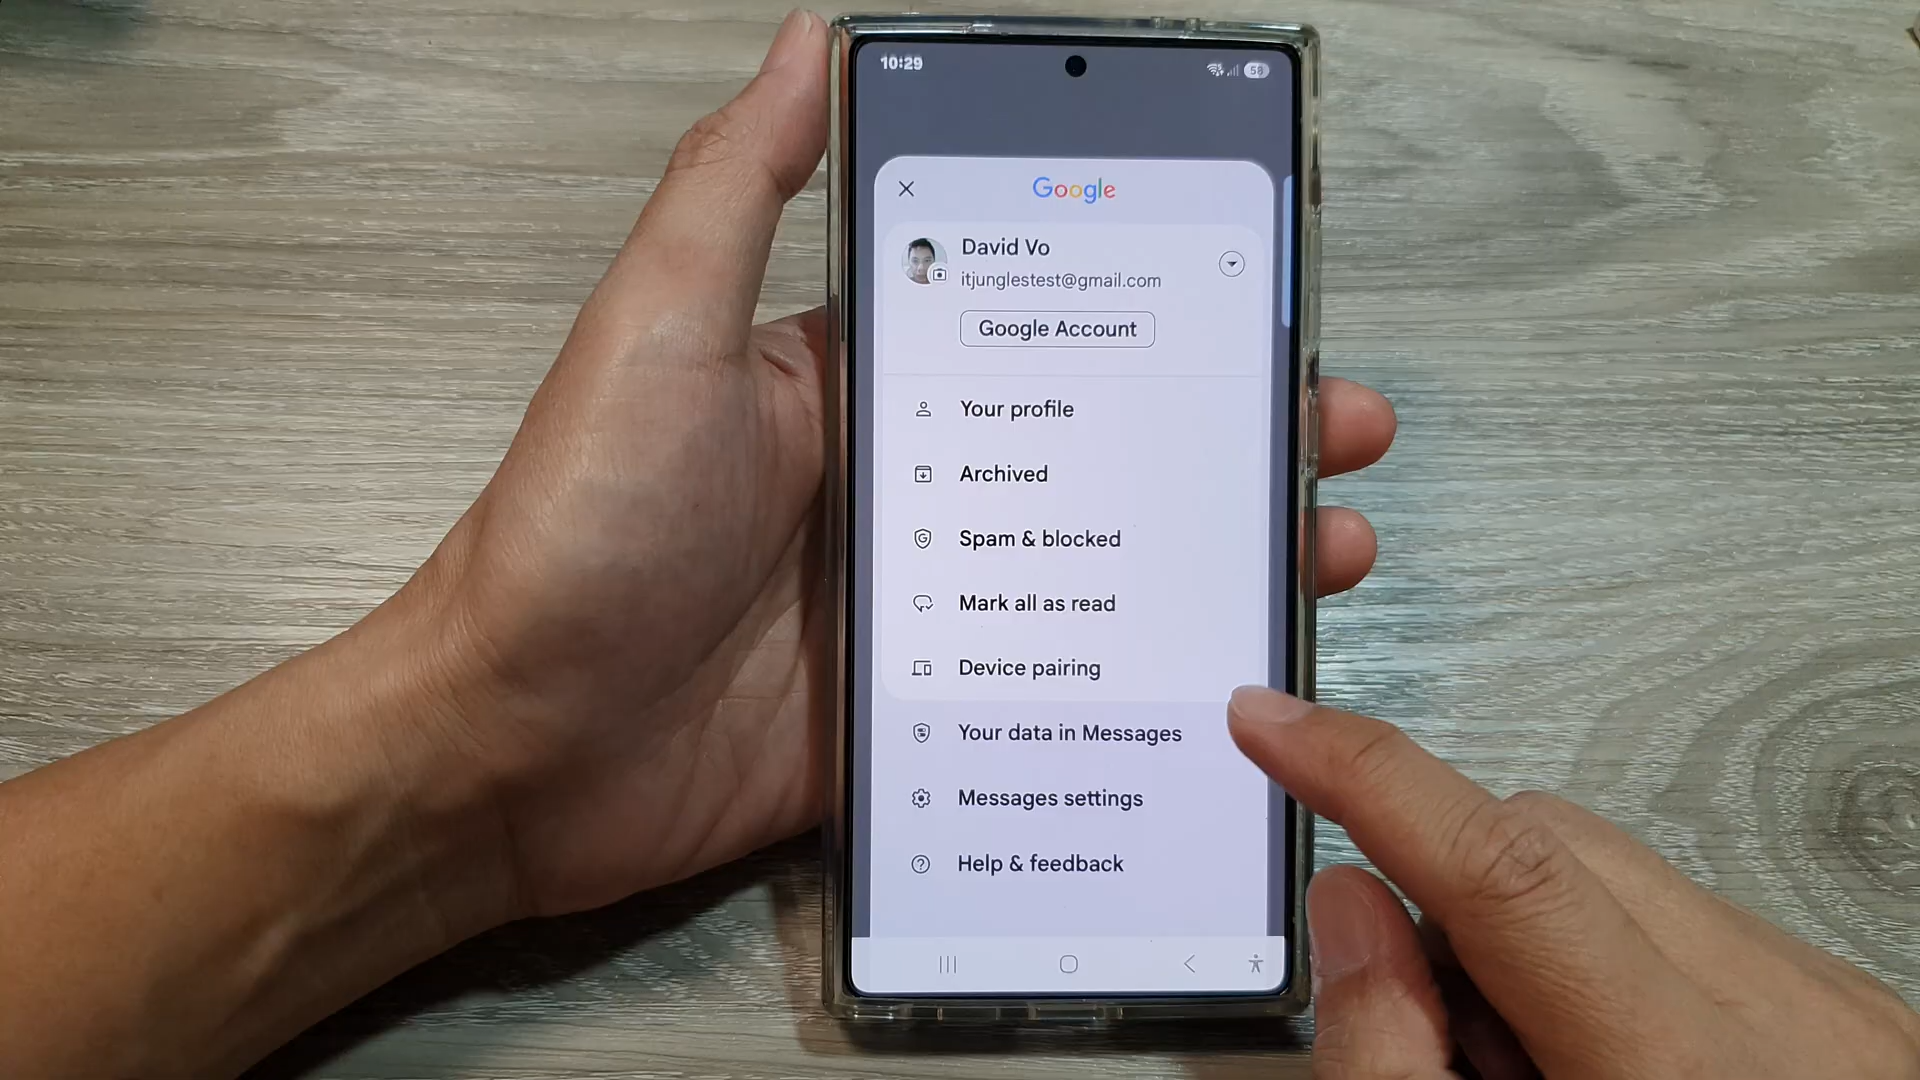 10:29
58
Google
David Vo
itjunglestest@gmail.com
Google Account
Your profile
Archived
Spam & blocked
Mark all as read
Device pairing
Your data in Messages
Messages settings
Help & feedback